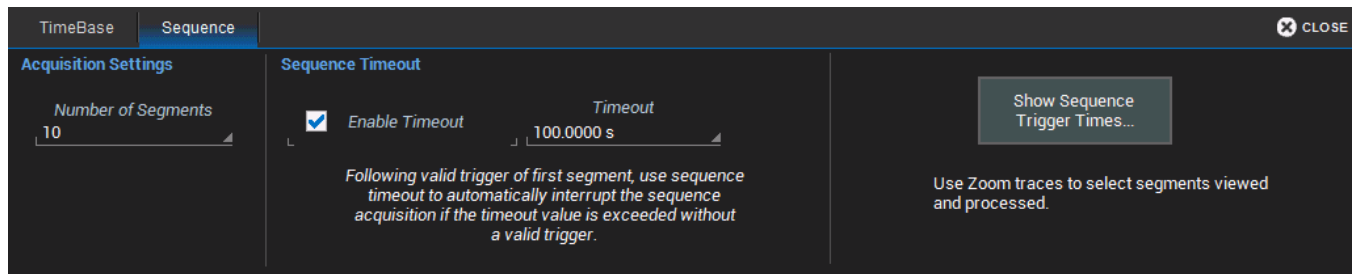 TimeBase
Sequence
CLOSE
Acquisition Settings
Number of Segments
10
Sequence Timeout
Enable Timeout
Timeout
100.0000 s
Following valid trigger of first segment, use sequence
timeout to automatically interrupt the sequence
acquisition if the timeout value is exceeded without
a valid trigger.
Show Sequence
Trigger Times...
Use Zoom traces to select segments viewed
and processed.